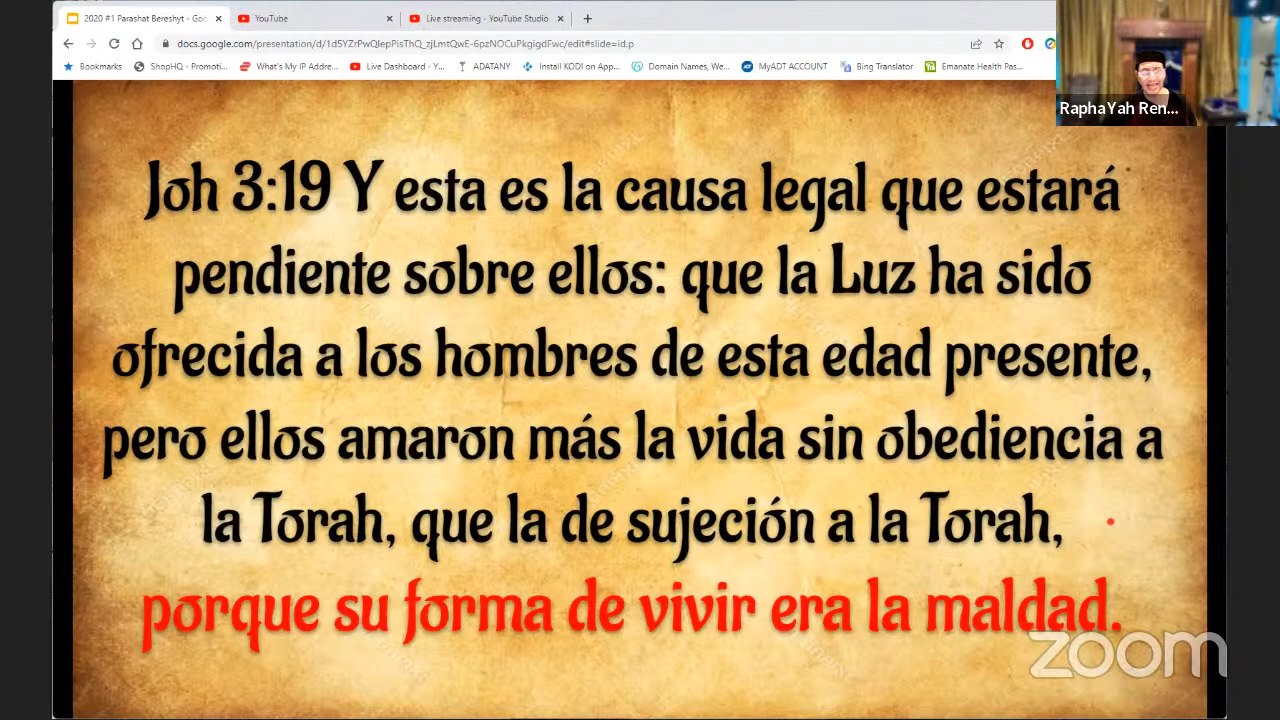 2020 #1 Parashat Bereshyt - Goo
YouTube
Live streaming - YouTube Studio
docs.google.com/presentation/d/
/edit#slide=id.p
Bookmarks
ShopHQ - Promoti...
What's My IP Addre...
Live Dashboard - Yo
ADATANY
Install KODI on App...
Domain Names, We...
MyADT ACCOUNT
Bing Translator
Emanate Health Pas...
RaphaYah Ren...
Joh 3:19 Y esta es la causa legal que estará
pendiente sobre ellos: que la Luz ha sido
ofrecida a los hombres de esta edad presente,
pero ellos amaron más la vida sin obediencia a
la Torah, que la de sujeción a la Torah,
porque su forma de vivir era la maldad.
zoom